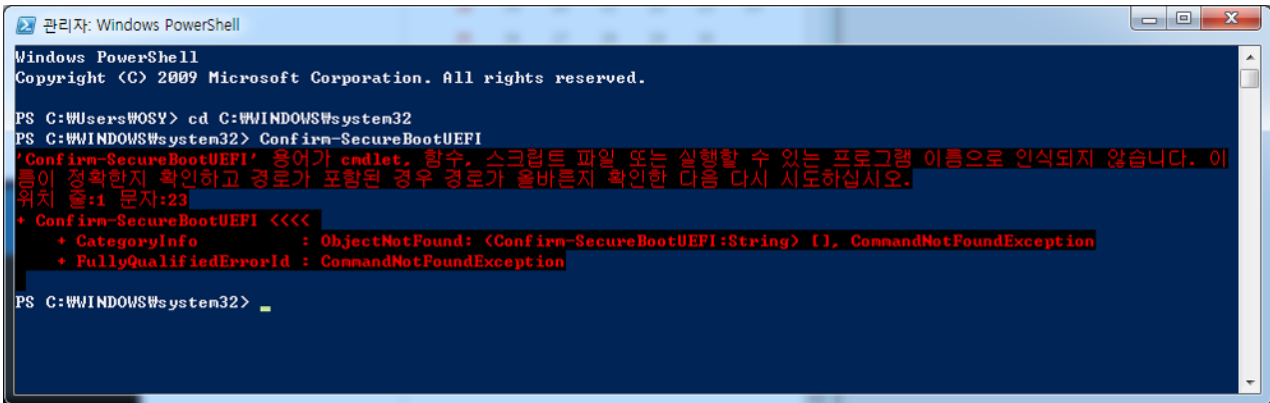 관리자: Windows PowerShell
Windows PowerShell
Copyright (C) 2009 Microsoft Corporation. All rights reserved.
PS C:₩Users₩OSY> cd C:₩WINDOWS₩system32
PS C:₩WINDOWS₩system32> Confirm-SecureBootUEFI
'Confirm-SecureBootUEFI' 용어가 cmdlet, 함수, 스크립트 파일 또는 실행할 수 있는 프로그램 이름으로 인식되지 않습니다. 이
름이 정확한지 확인하고 경로가 포함된 경우 경로가 올바른지 확인한 다음 다시 시도하십시오.
위치 줄:1 문자:23
+ Confirm-SecureBootUEFI <<<<
    + CategoryInfo          : ObjectNotFound: (Confirm-SecureBootUEFI:String) [], CommandNotFoundException
    + FullyQualifiedErrorId : CommandNotFoundException
PS C:₩WINDOWS₩system32>